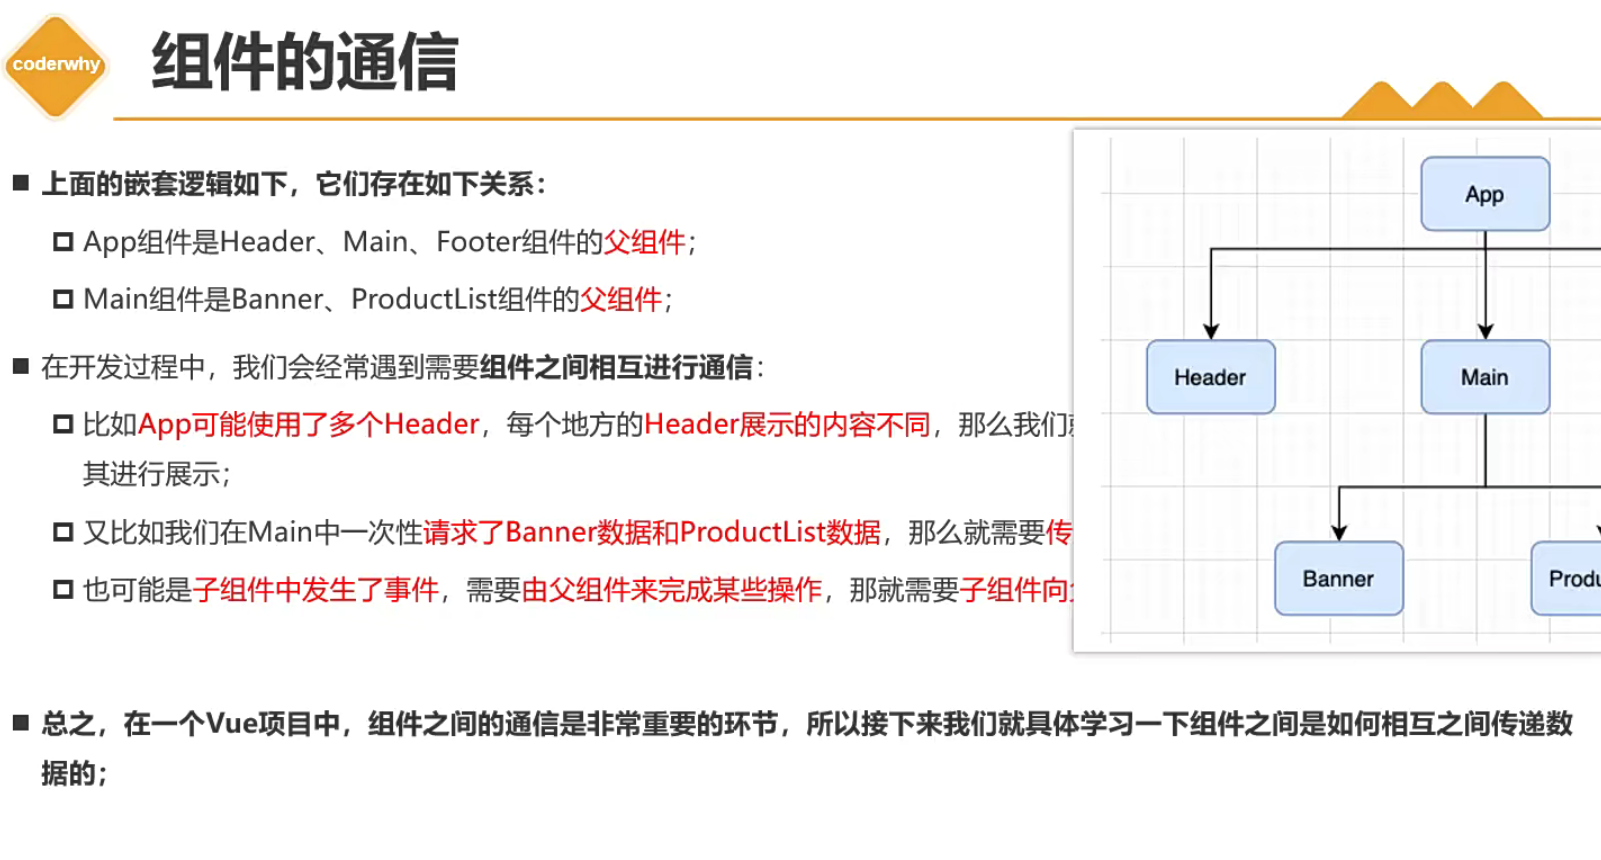 coderwhy
组件的通信
上面的嵌套逻辑如下，它们存在如下关系：
App组件是Header、Main、Footer组件的父组件；
Main组件是Banner、ProductList组件的父组件；
在开发过程中，我们会经常遇到需要组件之间相互进行通信：
比如App可能使用了多个Header，每个地方的Header展示的内容不同，那么我们
其进行展示；
又比如我们在Main中一次性请求了Banner数据和ProductList数据，那么就需要传
也可能是子组件中发生了事件，需要由父组件来完成某些操作，那就需要子组件向
总之，在一个Vue项目中，组件之间的通信是非常重要的环节，所以接下来我们就具体学习一下组件之间是如何相互之间传递数
据的；
App
Header
Main
Banner
Produ